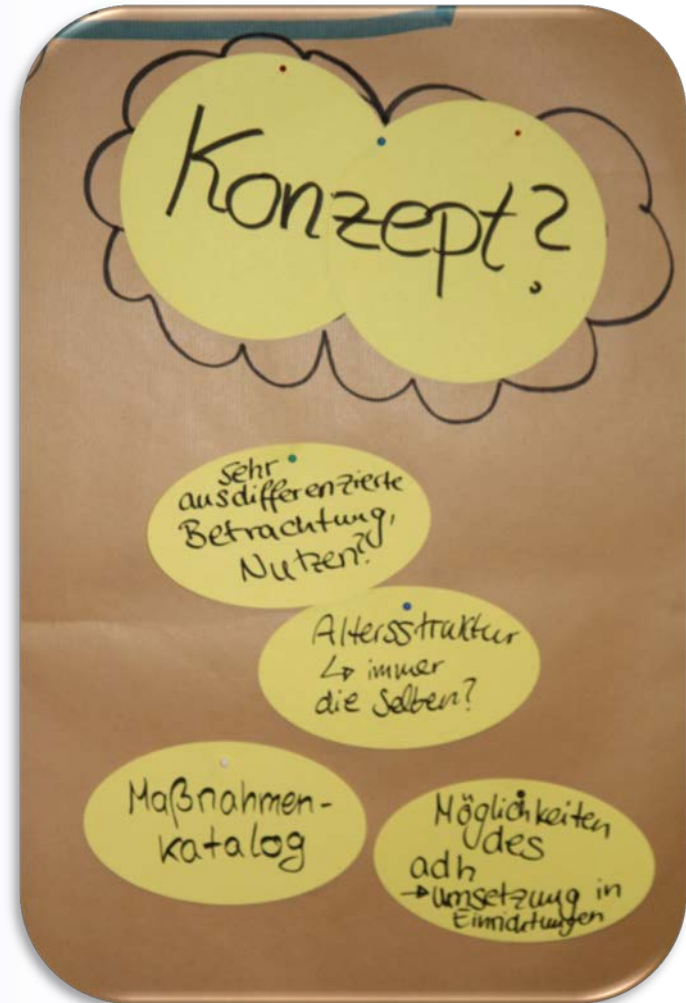 Konzept?
Sehr
ausdifferenzierte
Betrachtung,
Nutzen?
Altersstruktur
↳ immer
die Selben?
Maßnahmen-
katalog
Möglichkeiten
des
adh
→ Umsetzung in
Einrichtungen